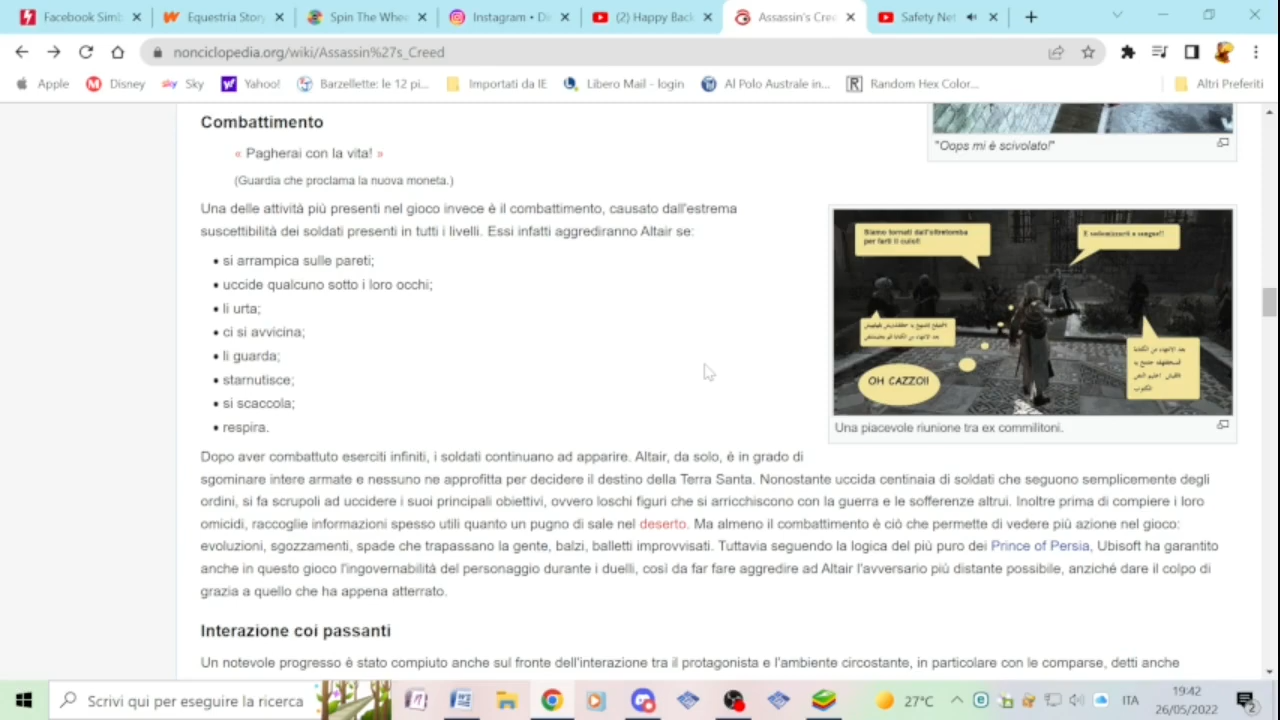 Facebook Simb
Equestria Story
Spin The Whee
Instagram • Di
(2) Happy Back
Assassin's Cree
Safety Net
nonciclopedia.org/wiki/Assassin%27s_Creed
Apple
Disney
sky Sky
Yahoo!
Barzellette: le 12 pi...
Importati da IE
Libero Mail - login
Al Polo Australe in...
R Random Hex Color...
Altri Preferiti
Combattimento
« Pagherai con la vita! »
(Guardia che proclama la nuova moneta.)
"Oops mi è scivolato!"
Una delle attività più presenti nel gioco invece è il combattimento, causato dall'estrema
suscettibilità dei soldati presenti in tutti i livelli. Essi infatti aggrediranno Altair se:
• si arrampica sulle pareti;
• uccide qualcuno sotto i loro occhi;
• li urta;
• ci si avvicina;
• li guarda;
• starnutisce;
• si scaccola;
• respira.
Siamo tornati dall'oltretomba
per farti il culo!!
E sodomizzarti a sangue!!
OH CAZZO!!
Una piacevole riunione tra ex commilitoni.
Dopo aver combattuto eserciti infiniti, i soldati continuano ad apparire. Altair, da solo, è in grado di
sgominare intere armate e nessuno ne approfitta per decidere il destino della Terra Santa. Nonostante uccida centinaia di soldati che seguono semplicemente degli
ordini, si fa scrupoli ad uccidere i suoi principali obiettivi, ovvero loschi figuri che si arricchiscono con la guerra e le sofferenze altrui. Inoltre prima di compiere i loro
omicidi, raccoglie informazioni spesso utili quanto un pugno di sale nel deserto. Ma almeno il combattimento è ciò che permette di vedere più azione nel gioco:
evoluzioni, sgozzamenti, spade che trapassano la gente, balzi, balletti improvvisati. Tuttavia seguendo la logica del più puro dei Prince of Persia, Ubisoft ha garantito
anche in questo gioco l'ingovernabilità del personaggio durante i duelli, così da far fare aggredire ad Altair l'avversario più distante possibile, anziché dare il colpo di
grazia a quello che ha appena atterrato.
Interazione coi passanti
Un notevole progresso è stato compiuto anche sul fronte dell'interazione tra il protagonista e l'ambiente circostante, in particolare con le comparse, detti anche
Scrivi qui per eseguire la ricerca
27°C
ITA
19:42
26/05/2022
2